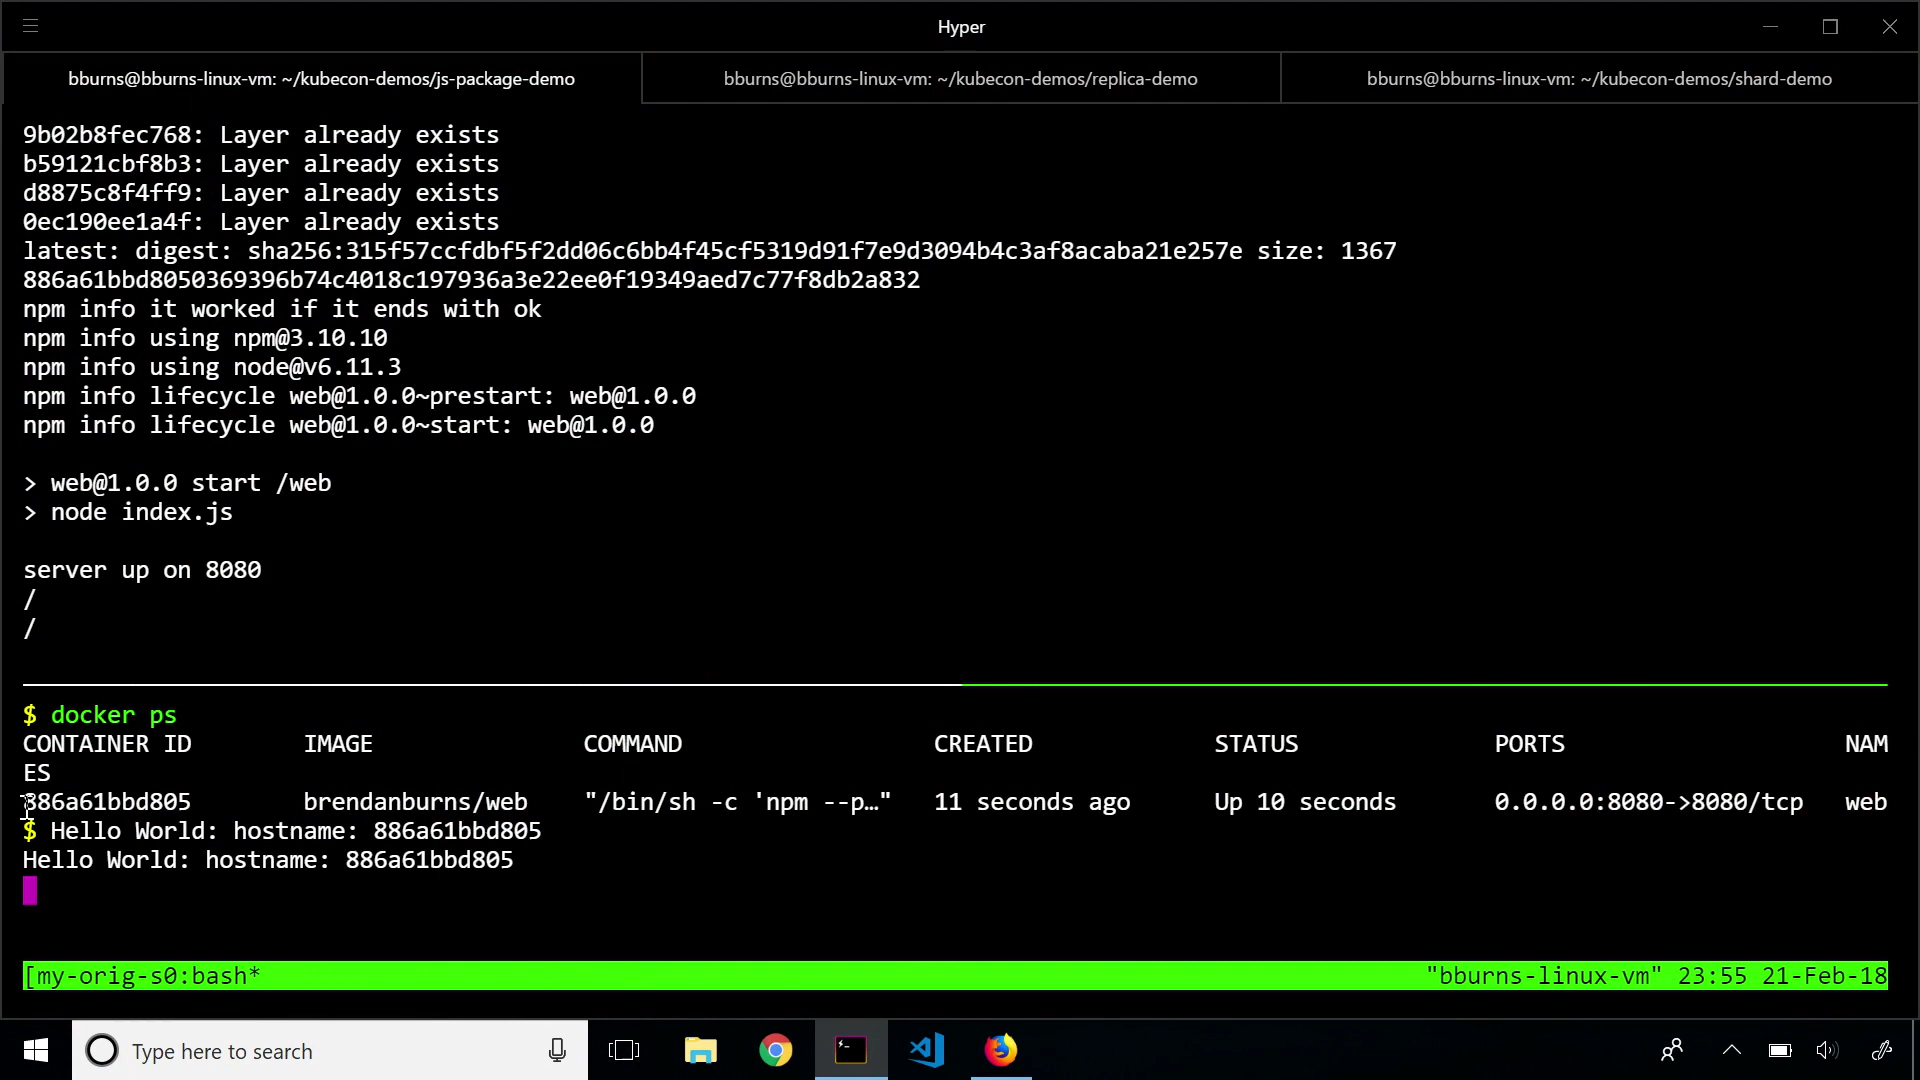 Hyper
bburns@bburns-linux-vm: ~/kubecon-demos/js-package-demo
bburns@bburns-linux-vm: ~/kubecon-demos/replica-demo
bburns@bburns-linux-vm: ~/kubecon-demos/shard-demo
9b02b8fec768: Layer already exists
b59121cbf8b3: Layer already exists
d8875c8f4ff9: Layer already exists
0ec190ee1a4f: Layer already exists
latest: digest: sha256:315f57ccfdbf5f2dd06c6bb4f45cf5319d91f7e9d3094b4c3af8acaba21e257e size: 1367
886a61bbd8050369396b74c4018c197936a3e22ee0f19349aed7c77f8db2a832
npm info it worked if it ends with ok
npm info using npm@3.10.10
npm info using node@v6.11.3
npm info lifecycle web@1.0.0~prestart: web@1.0.0
npm info lifecycle web@1.0.0~start: web@1.0.0
> web@1.0.0 start /web
> node index.js
server up on 8080
/
/
$ docker ps
CONTAINER ID IMAGE COMMAND CREATED STATUS PORTS NAM
ES
886a61bbd805 brendanburns/web "/bin/sh -c 'npm --p…" 11 seconds ago Up 10 seconds 0.0.0.0:8080->8080/tcp web
$ Hello World: hostname: 886a61bbd805
Hello World: hostname: 886a61bbd805
[my-orig-s0:bash* "bburns-linux-vm" 23:55 21-Feb-18
Type here to search